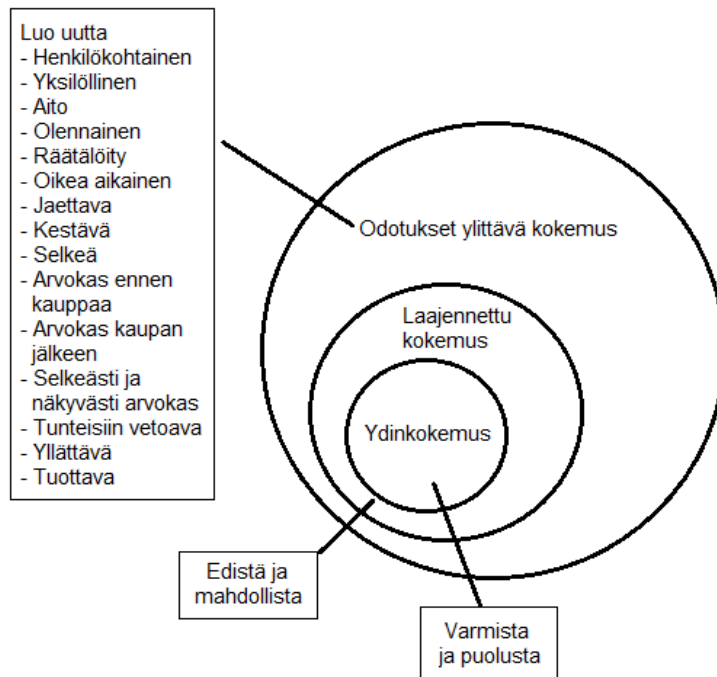 Luo uutta
- Henkilökohtainen
- Yksilöllinen
- Aito
- Olennainen
- Räätälöity
- Oikea aikainen
- Jaettava
- Kestävä
- Selkeä
- Arvokas ennen
kauppaa
- Arvokas kaupan
jälkeen
- Selkeästi ja
näkyvästi arvokas
- Tunteisiin vetoava
- Yllättävä
- Tuottava
Odotukset ylittävä kokemus
Laajennettu
kokemus
Ydinkokemus
Edistä ja
mahdollista
Varmista
ja puolusta